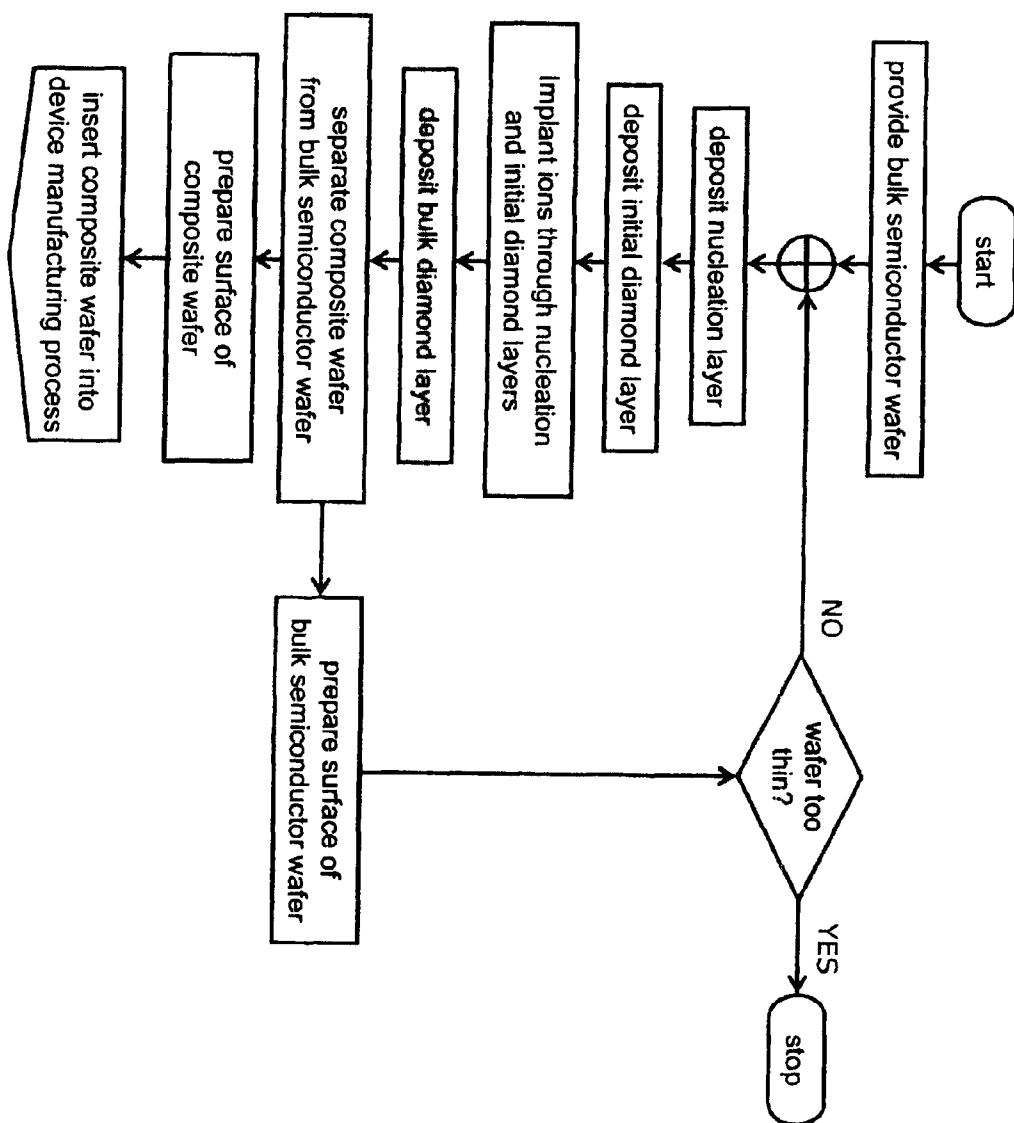 start
provide bulk semiconductor wafer
deposit nucleation layer
deposit initial diamond layer
Implant ions through nucleation
and initial diamond layers
deposit bulk diamond layer
separate composite wafer
from bulk semiconductor wafer
prepare surface of
composite wafer
insert composite wafer into
device manufacturing process
prepare surface of
bulk semiconductor wafer
wafer too
thin?
NO
YES
stop